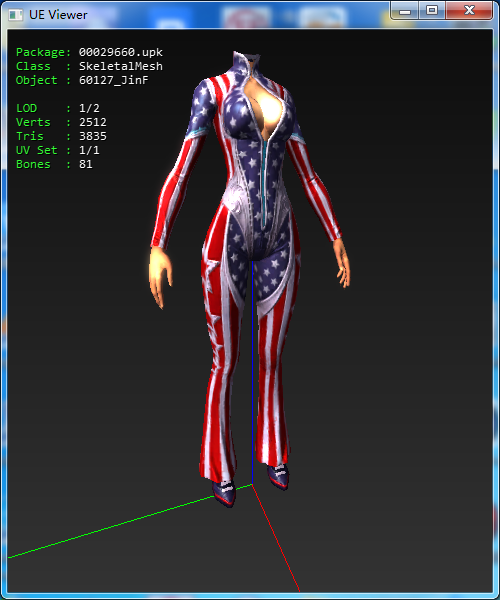 UE Viewer
Package: 00029660.upk
Class : SkeletalMesh
Object : 60127_JinF
LOD : 1/2
Verts : 2512
Tris : 3835
UV Set : 1/1
Bones : 81